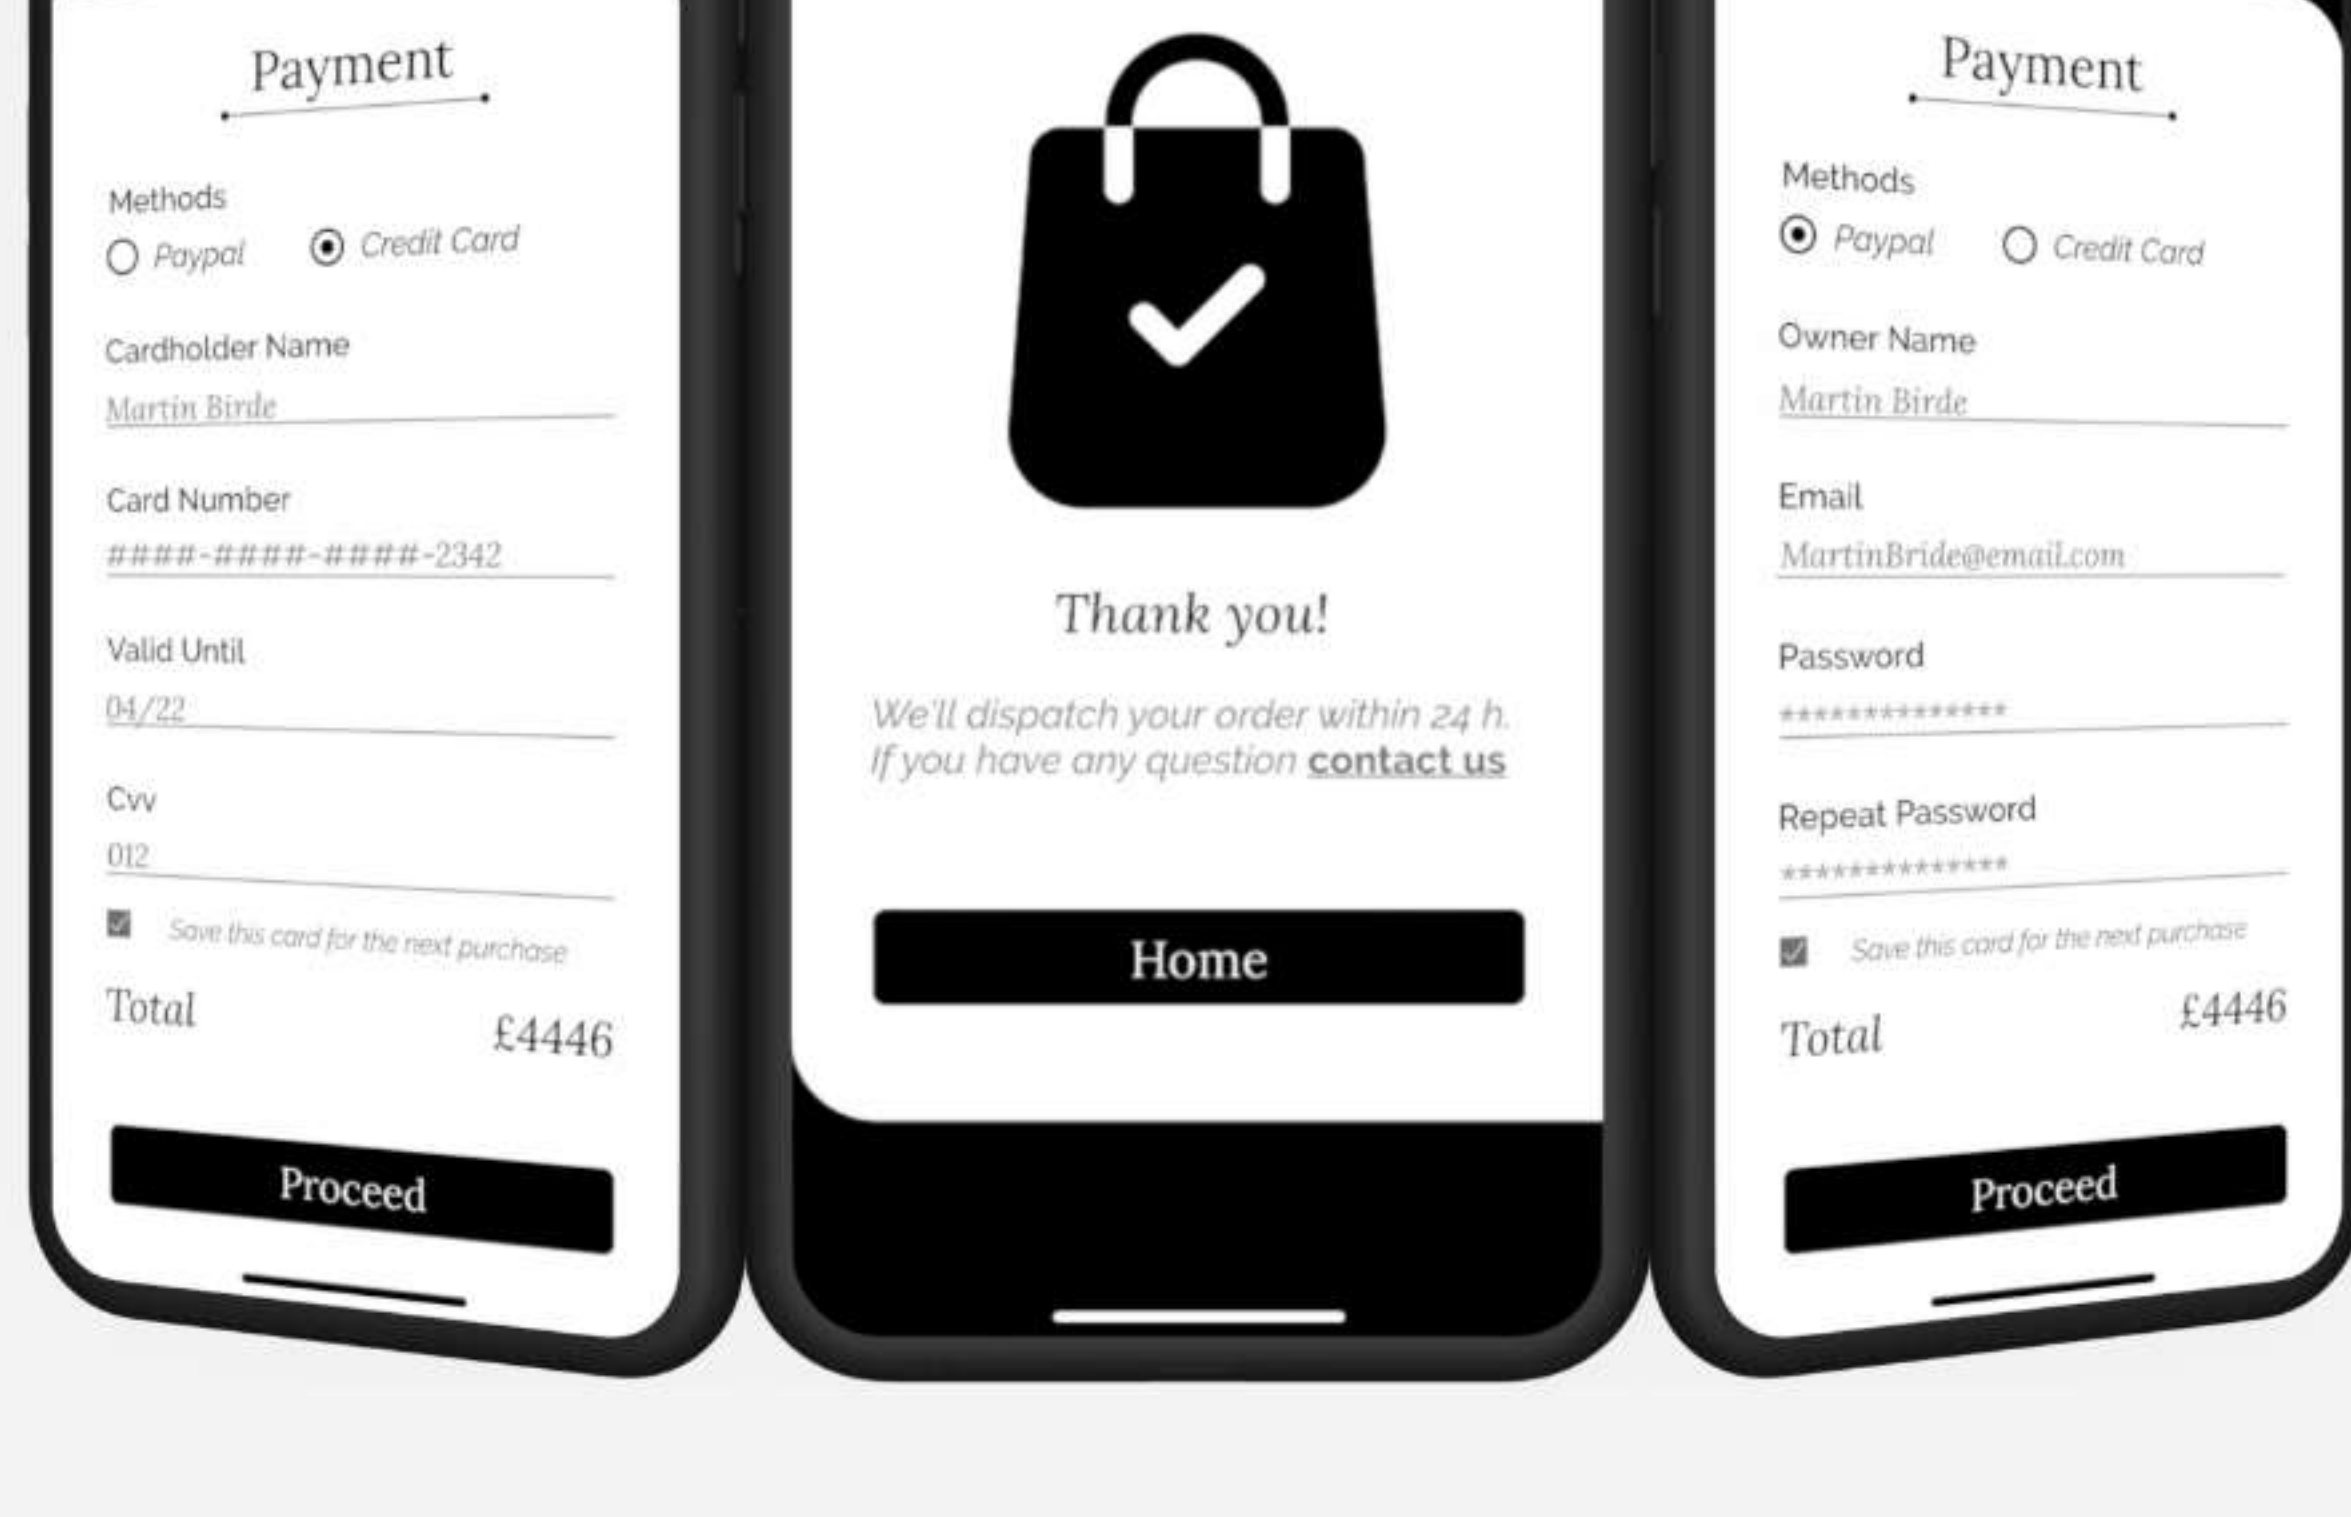 Payment
Methods
Paypal Credit Card
Cardholder Name
Martin Birde
Card Number
####-####-####-2342
Valid Until
04/22
Cvv
012
Save this card for the next purchase
Total £4446
Proceed
Thank you!
We'll dispatch your order within 24 h.
If you have any question contact us
Home
Payment
Methods
Paypal Credit Card
Owner Name
Martin Birde
Email
MartinBride@email.com
Password
**************
Repeat Password
**************
Save this card for the next purchase
Total £4446
Proceed